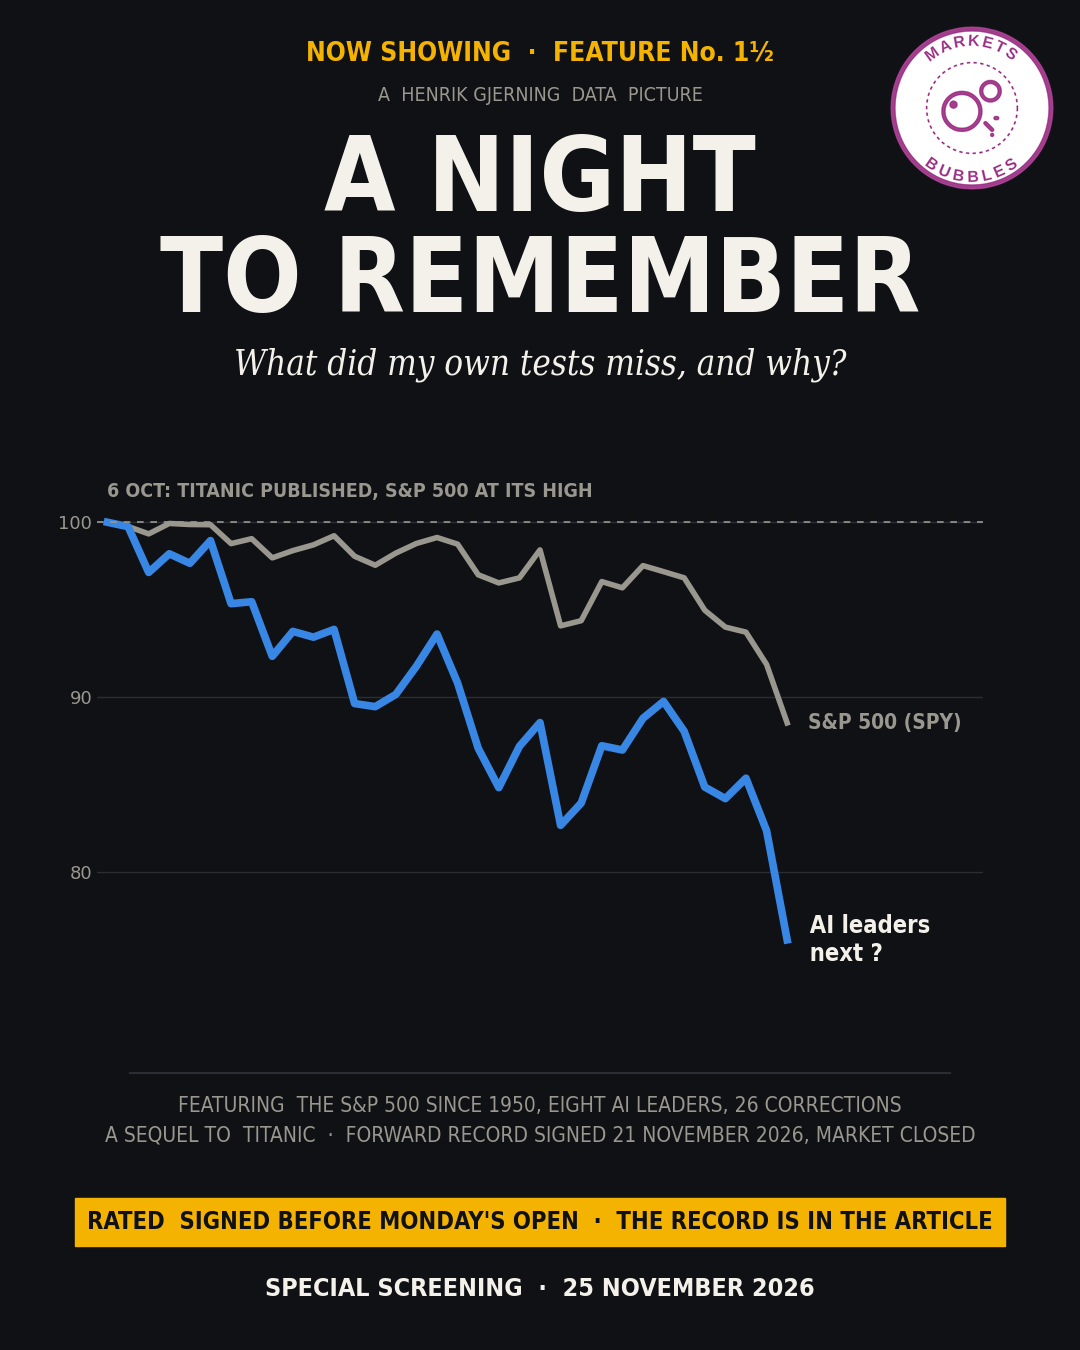 NOW SHOWING · FEATURE No. 1½
A HENRIK GJERNING DATA PICTURE
MARKETS
BUBBLES
A NIGHT
TO REMEMBER
What did my own tests miss, and why?
6 OCT: TITANIC PUBLISHED, S&P 500 AT ITS HIGH
100
90
S&P 500 (SPY)
80
AI leaders
next ?
FEATURING THE S&P 500 SINCE 1950, EIGHT AI LEADERS, 26 CORRECTIONS
A SEQUEL TO TITANIC · FORWARD RECORD SIGNED 21 NOVEMBER 2026, MARKET CLOSED
RATED SIGNED BEFORE MONDAY'S OPEN · THE RECORD IS IN THE ARTICLE
SPECIAL SCREENING · 25 NOVEMBER 2026